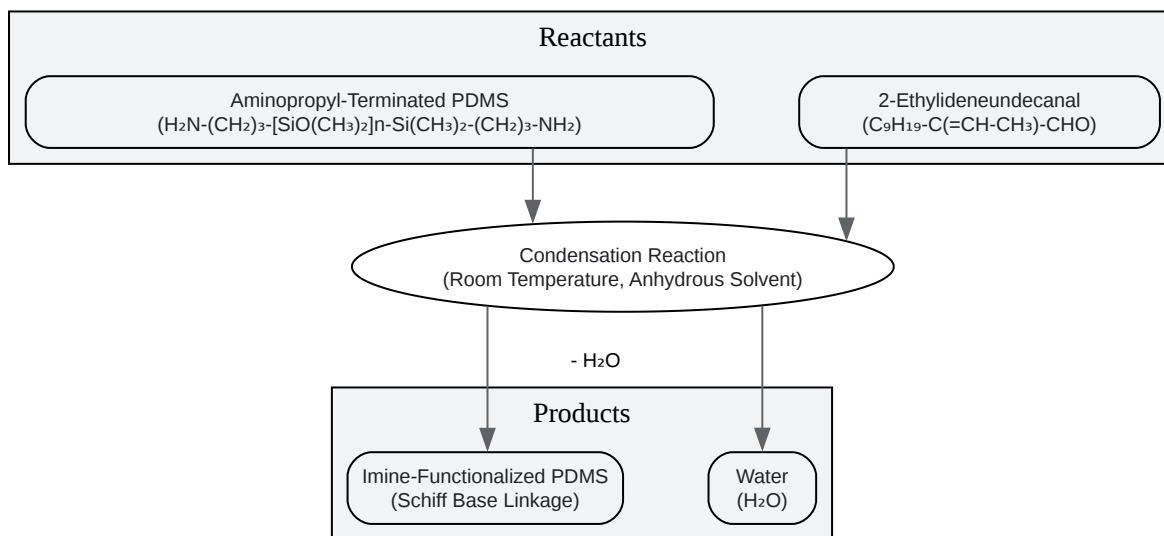 Reactants
Aminopropyl-Terminated PDMS
(H₂N-(CH₂)₃-[SiO(CH₃)₂]n-Si(CH₃)₂-(CH₂)₃-NH₂)
2-Ethylideneundecanal
(C₉H₁₉-C(=CH-CH₃)-CHO)
Condensation Reaction
(Room Temperature, Anhydrous Solvent)
- H₂O
Products
Imine-Functionalized PDMS
(Schiff Base Linkage)
Water
(H₂O)